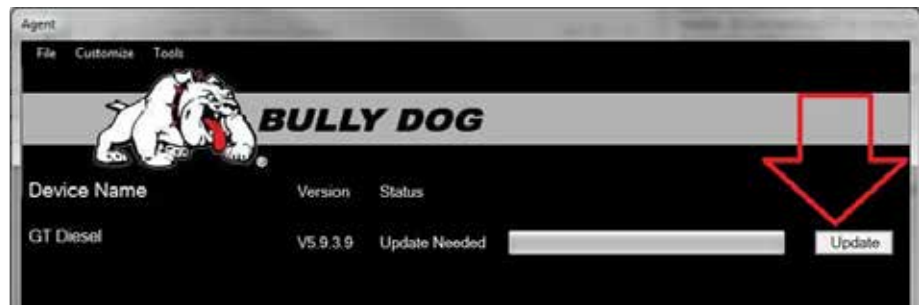 Agent
File Customize Tools
BULLY DOG
®
Device Name Version Status
GT Diesel V5.9.3.9 Update Needed Update